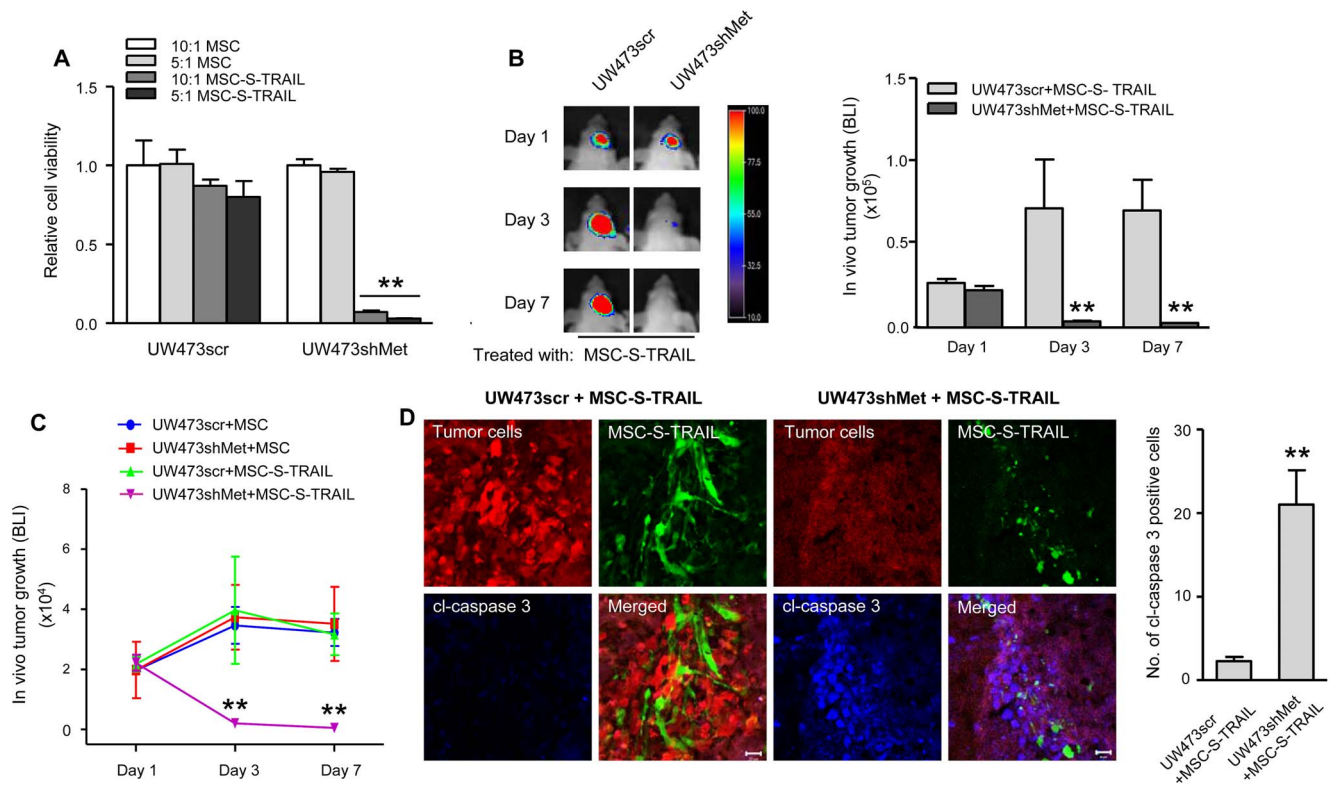 A
10:1 MSC
5:1 MSC
10:1 MSC-S-TRAIL
5:1 MSC-S-TRAIL
Relative cell viability
1.5
1.0
0.5
0.0
**
UW473scr
UW473shMet
B
UW473scr
UW473shMet
Day 1
Day 3
Day 7
100.0
77.5
55.0
32.5
10.0
Treated with: MSC-S-TRAIL
UW473scr+MSC-S- TRAIL
UW473shMet+MSC-S-TRAIL
In vivo tumor growth (BLI)
(x10⁵)
1.5
1.0
0.5
0.0
**
**
Day 1
Day 3
Day 7
C
UW473scr+MSC
UW473shMet+MSC
UW473scr+MSC-S-TRAIL
UW473shMet+MSC-S-TRAIL
In vivo tumor growth (BLI)
(x10⁴)
8
6
4
2
0
**
**
Day 1
Day 3
Day 7
D
UW473scr + MSC-S-TRAIL
UW473shMet + MSC-S-TRAIL
Tumor cells
MSC-S-TRAIL
Tumor cells
MSC-S-TRAIL
cl-caspase 3
Merged
cl-caspase 3
Merged
No. of cl-caspase 3 positive cells
30
20
10
0
**
UW473scr
+MSC-S-TRAIL
UW473shMet
+MSC-S-TRAIL